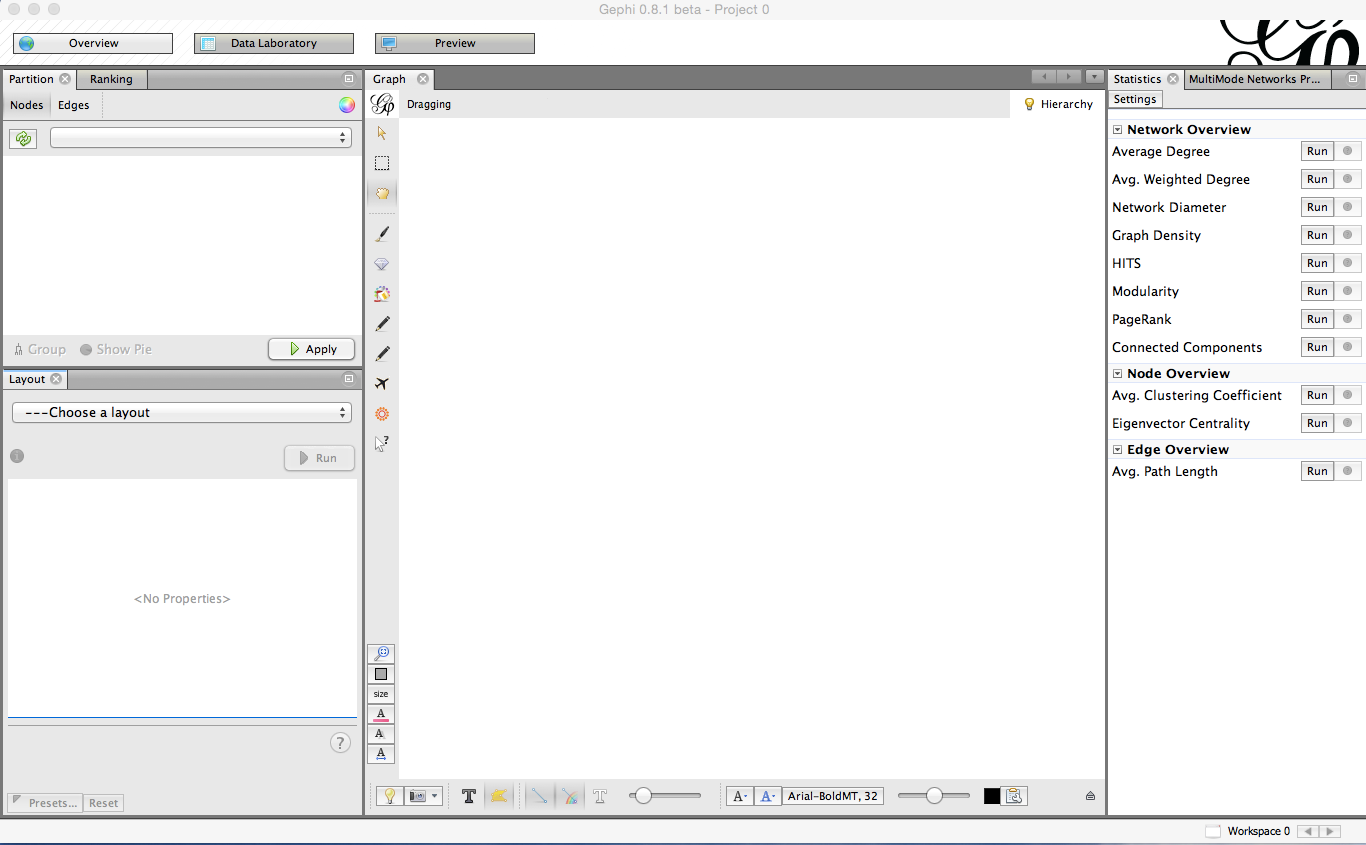 Gephi 0.8.1 beta - Project 0
Overview
Data Laboratory
Preview
Partition
Ranking
Nodes
Edges
Group
Show Pie
Apply
Layout
---Choose a layout
Run
<No Properties>
?
Presets...
Reset
Graph
Dragging
Hierarchy
size
A
A
A
T
T
A
A
Arial-BoldMT, 32
Statistics
MultiMode Networks Pr...
Settings
Network Overview
Average Degree Run
Avg. Weighted Degree Run
Network Diameter Run
Graph Density Run
HITS Run
Modularity Run
PageRank Run
Connected Components Run
Node Overview
Avg. Clustering Coefficient Run
Eigenvector Centrality Run
Edge Overview
Avg. Path Length Run
Workspace 0